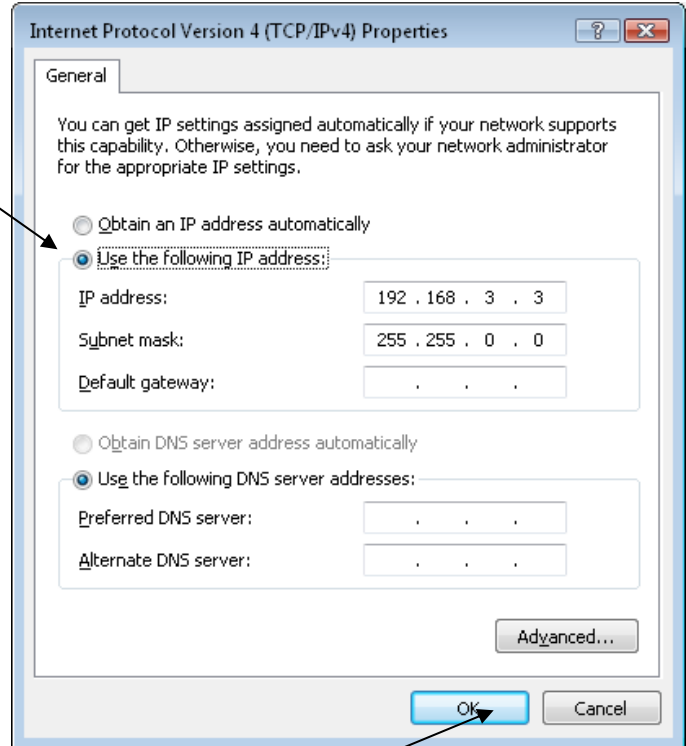 Internet Protocol Version 4 (TCP/IPv4) Properties
General
You can get IP settings assigned automatically if your network supports
this capability. Otherwise, you need to ask your network administrator
for the appropriate IP settings.
Obtain an IP address automatically
Use the following IP address:
IP address: 192 . 168 . 3 . 3
Subnet mask: 255 . 255 . 0 . 0
Default gateway: . . .
Obtain DNS server address automatically
Use the following DNS server addresses:
Preferred DNS server: . . .
Alternate DNS server: . . .
Advanced...
OK Cancel